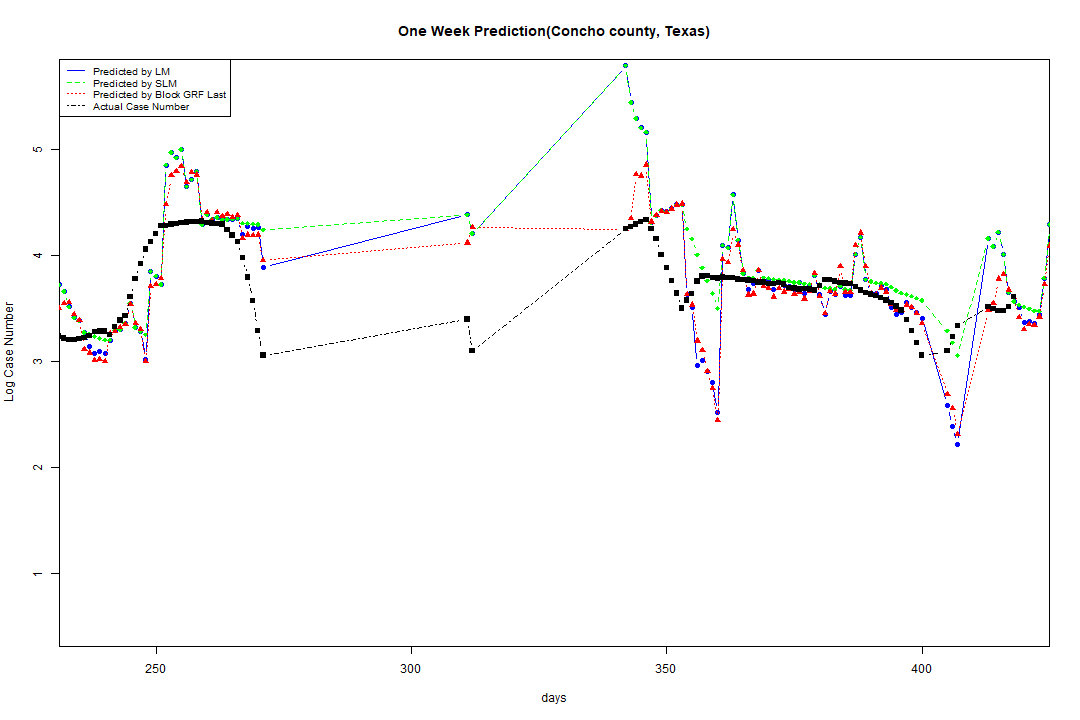 One Week Prediction(Concho county, Texas)
Predicted by LM
Predicted by SLM
Predicted by Block GRF Last
Actual Case Number
5
4
3
2
1
Log Case Number
250 300 350 400
days